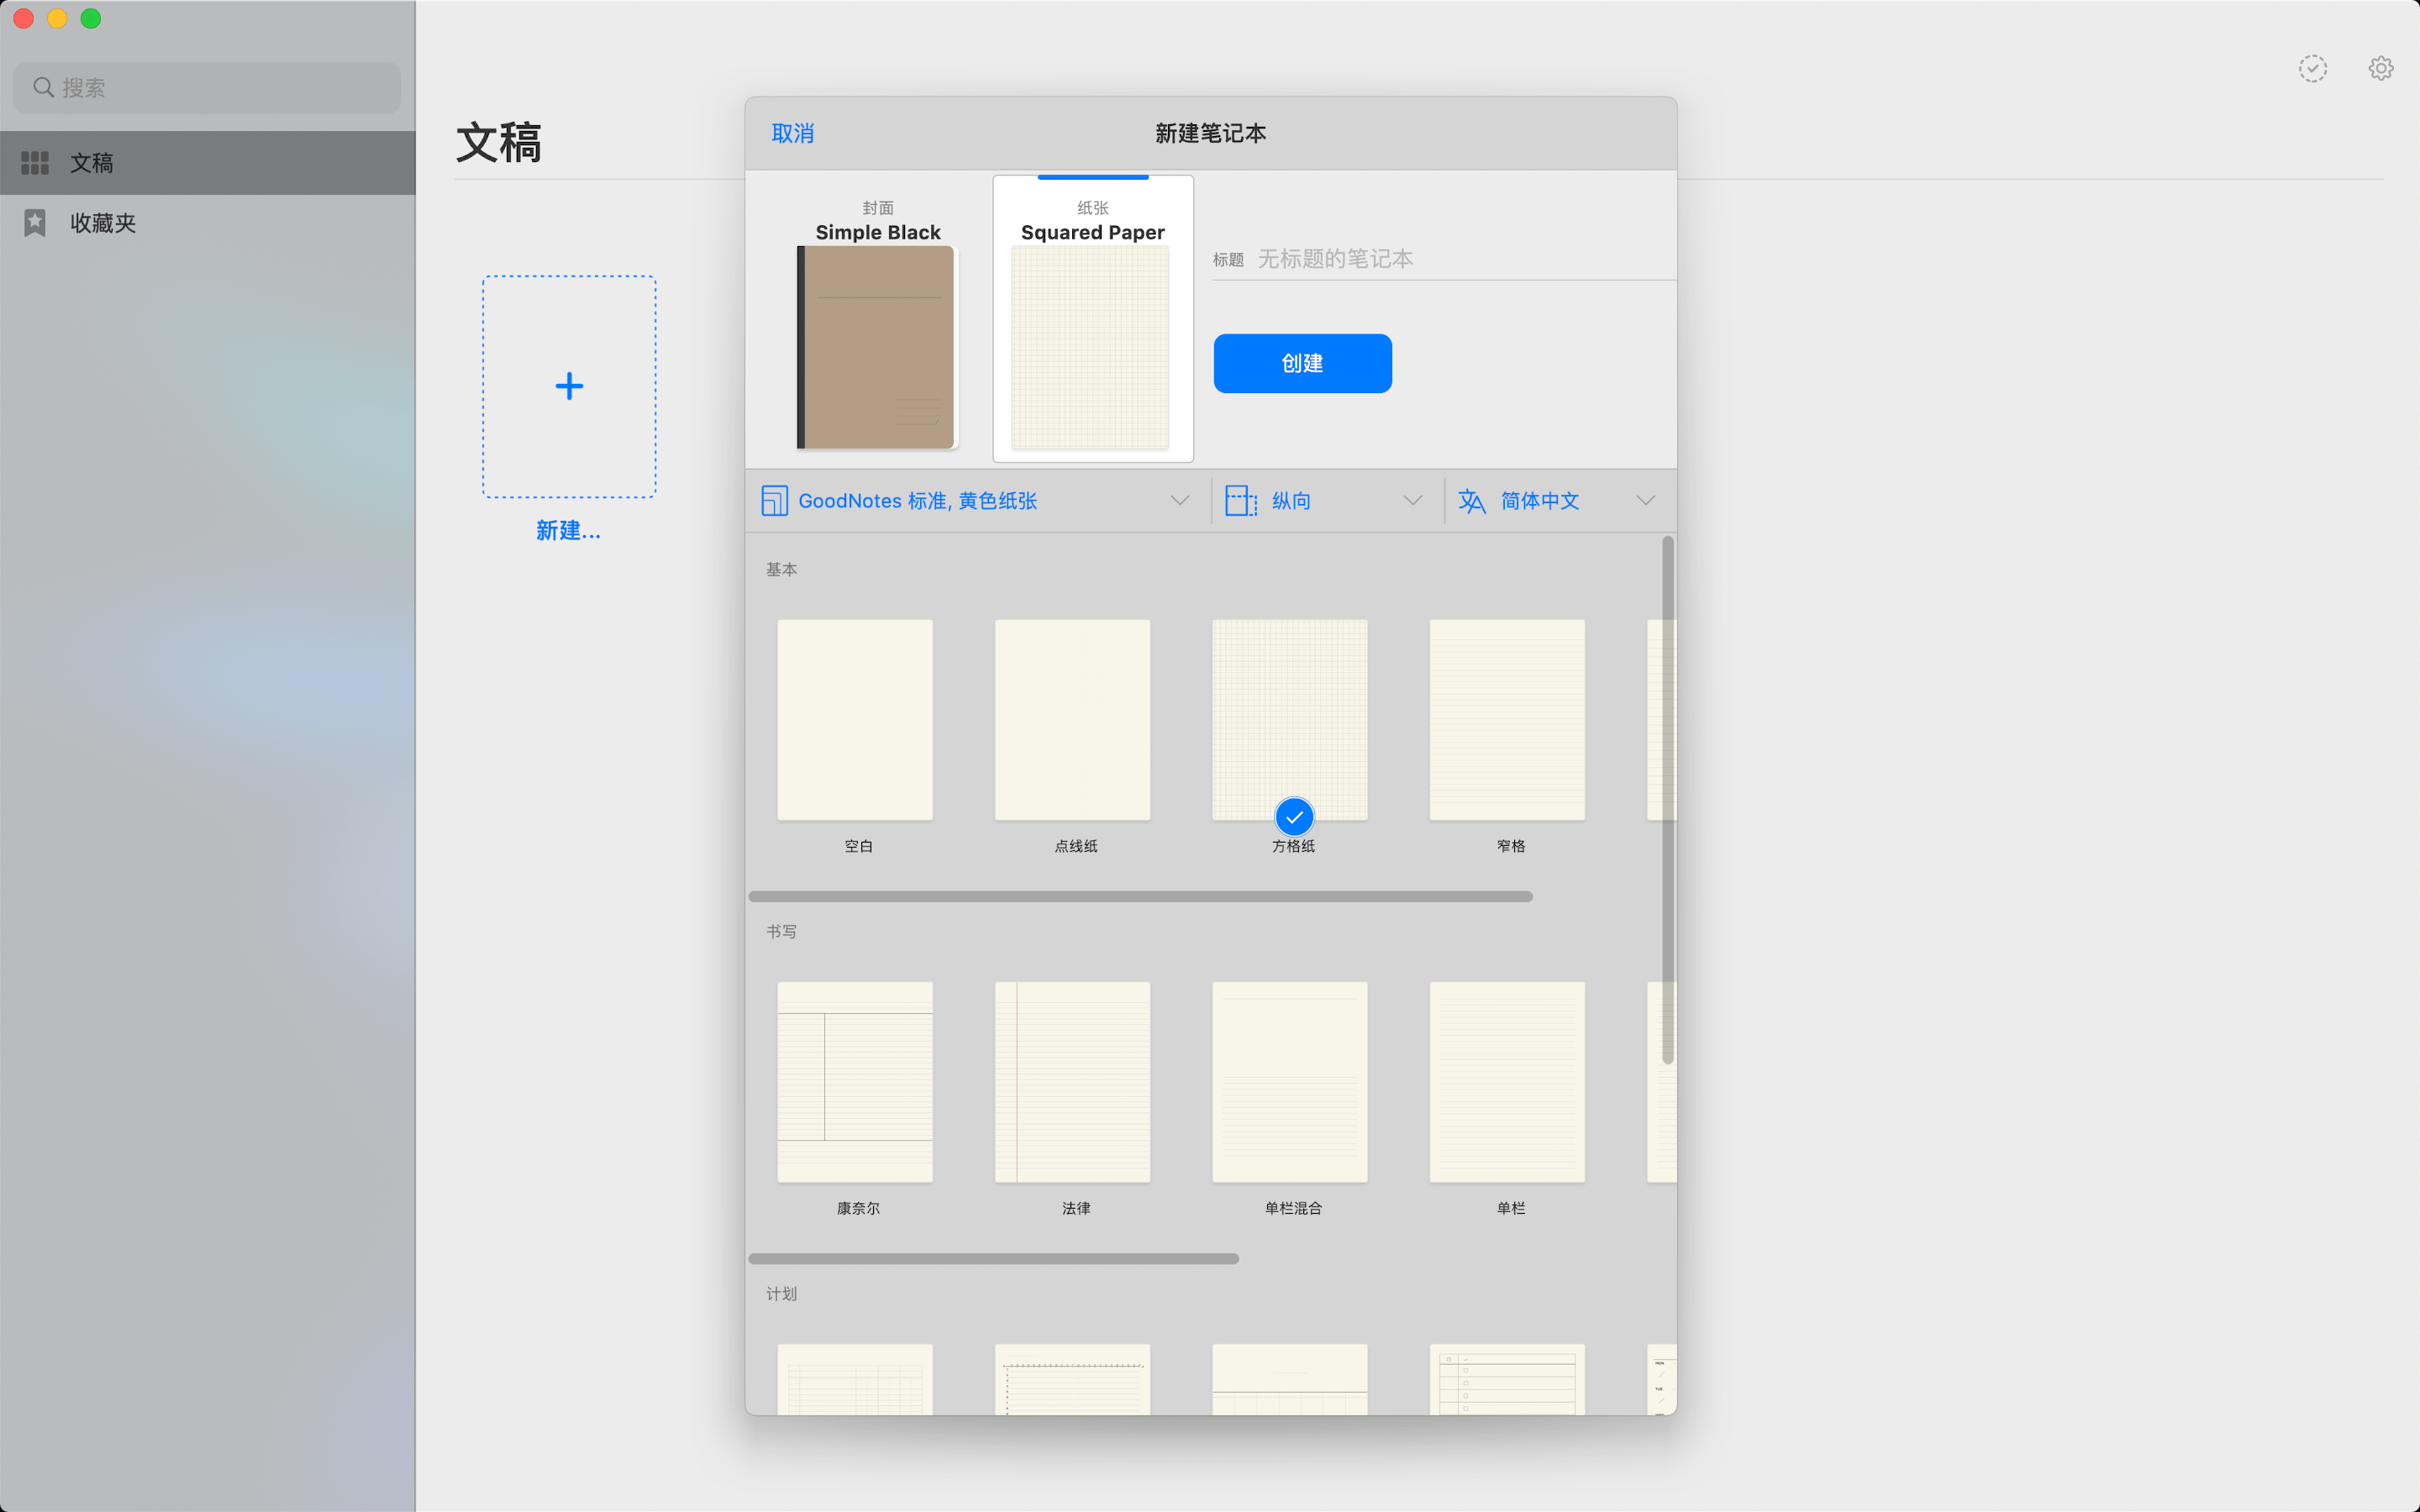 搜索
文稿
收藏夹
文稿
新建...
取消
新建笔记本
封面
Simple Black
纸张
Squared Paper
标题 无标题的笔记本
创建
GoodNotes 标准, 黄色纸张
纵向
简体中文
基本
空白
点线纸
方格纸
窄格
书写
康奈尔
法律
单栏混合
单栏
计划
TUE